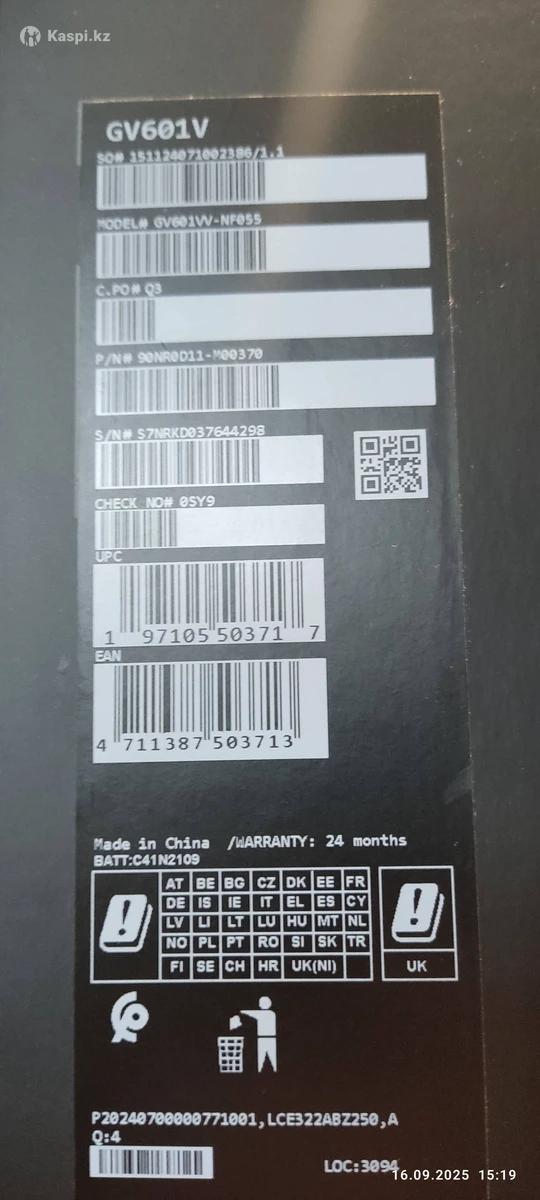 Kaspi.kz
GV601V
SO# 151124071002386/1.1
MODEL# GV601VV-NF055
C.PO# Q3
P/N# 90NR0D11-M00370
S/N# S7NRKD037644298
CHECK NO# 0SY9
UPC
1 97105 50371 7
EAN
4 711387 503713
Made in China /WARRANTY: 24 months
BATT:C41N2109
AT BE BG CZ DK EE FR
DE IS IE IT EL ES CY
LV LI LT LU HU MT NL
NO PL PT RO SI SK TR
FI SE CH HR UK(NI)
UK
P20240700000771001,LCE322ABZ250,A
Q:4
LOC:3094
16.09.2025 15:19